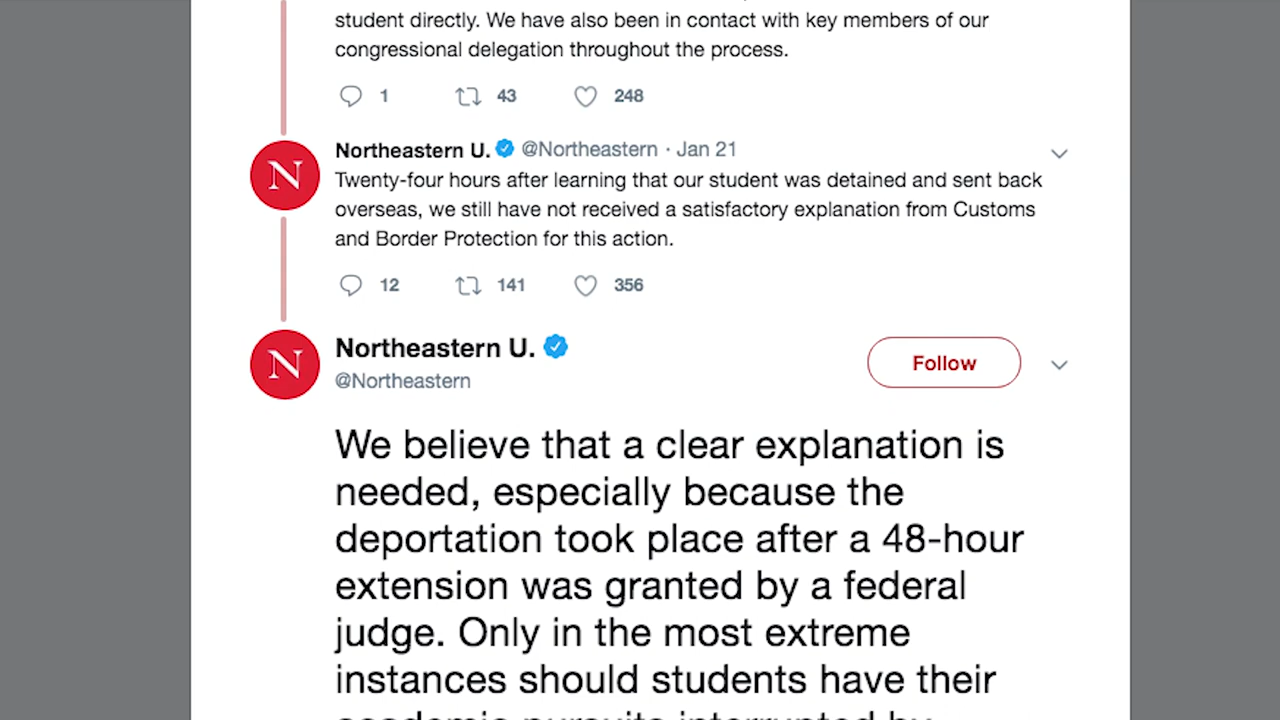 student directly. We have also been in contact with key members of our
congressional delegation throughout the process.
1 43 248
Northeastern U. @Northeastern · Jan 21
Twenty-four hours after learning that our student was detained and sent back
overseas, we still have not received a satisfactory explanation from Customs
and Border Protection for this action.
12 141 356
N
N
Northeastern U.
Follow
@Northeastern
We believe that a clear explanation is
needed, especially because the
deportation took place after a 48-hour
extension was granted by a federal
judge. Only in the most extreme
instances should students have their
academic pursuits interrupted by